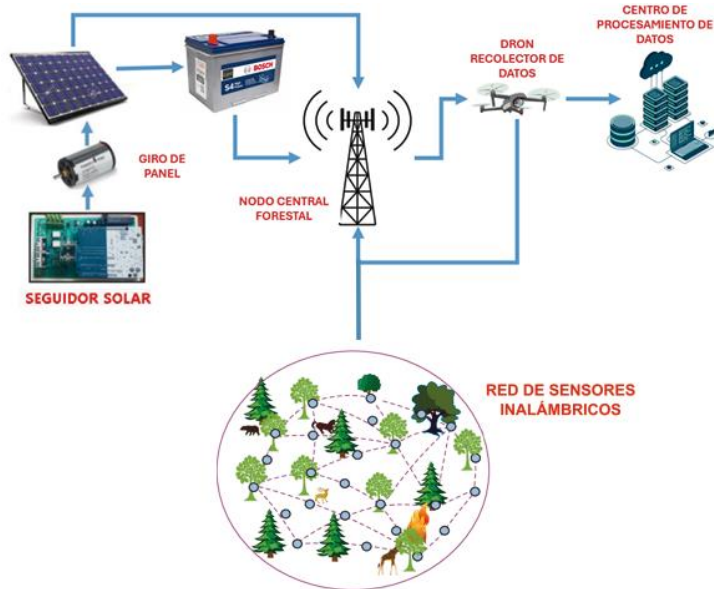 CENTRO DE
PROCESAMIENTO DE
DATOS
DRON
RECOLECTOR DE
DATOS
BOSCH
S4
GIRO DE
PANEL
NODO CENTRAL
FORESTAL
SEGUIDOR SOLAR
RED DE SENSORES
INALÁMBRICOS